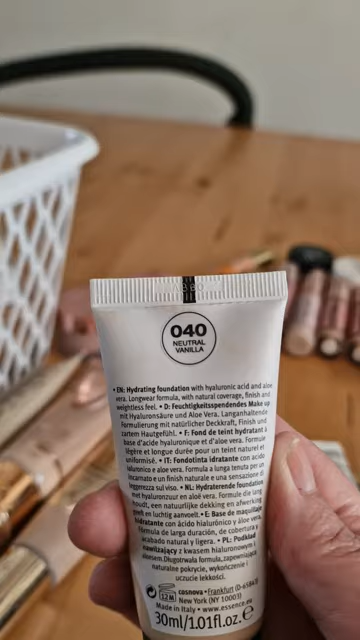 040
NEUTRAL
VANILLA
• EN: Hydrating foundation with hyaluronic acid and aloe
vera. Longwear formula, with natural coverage, finish and
weightless feel. • D: Feuchtigkeitsspendendes Make up
mit Hyaluronsäure und Aloe Vera. Langanhaltende
Formulierung mit natürlicher Deckkraft, Finish und
zartem Hautgefühl. • F: Fond de teint hydratant à
base d'acide hyaluronique et d'aloe vera. Formule
légère et longue durée pour un teint naturel et
uniformisé. • IT: Fondotinta idratante con acido
ialuronico e aloe vera. Formula a lunga tenuta per un
incarnato e un finish naturale e una sensazione di
leggerezza sul viso. • NL: Hydraterende foundation
met hyaluronzuur en aloë vera. Formule die lang
houdt, een natuurlijke dekking en afwerking
heeft en luchtig aanvoelt. • E: Base de maquillaje
hidratante con ácido hialurónico y áloe vera,
fórmula de larga duración, de cobertura y
acabado natural y ligera. • PL: Podkład
nawilżający z kwasem hialuronowym i
aloesem. Długotrwała formuła, zapewniająca
naturalne pokrycie, wykończenie i
uczucie lekkości.
12 M
cosnova • Frankfurt (D-65843)
New York (NY 10003)
Made in Italy • www.essence.eu
30ml/1.01fl.oz. C€